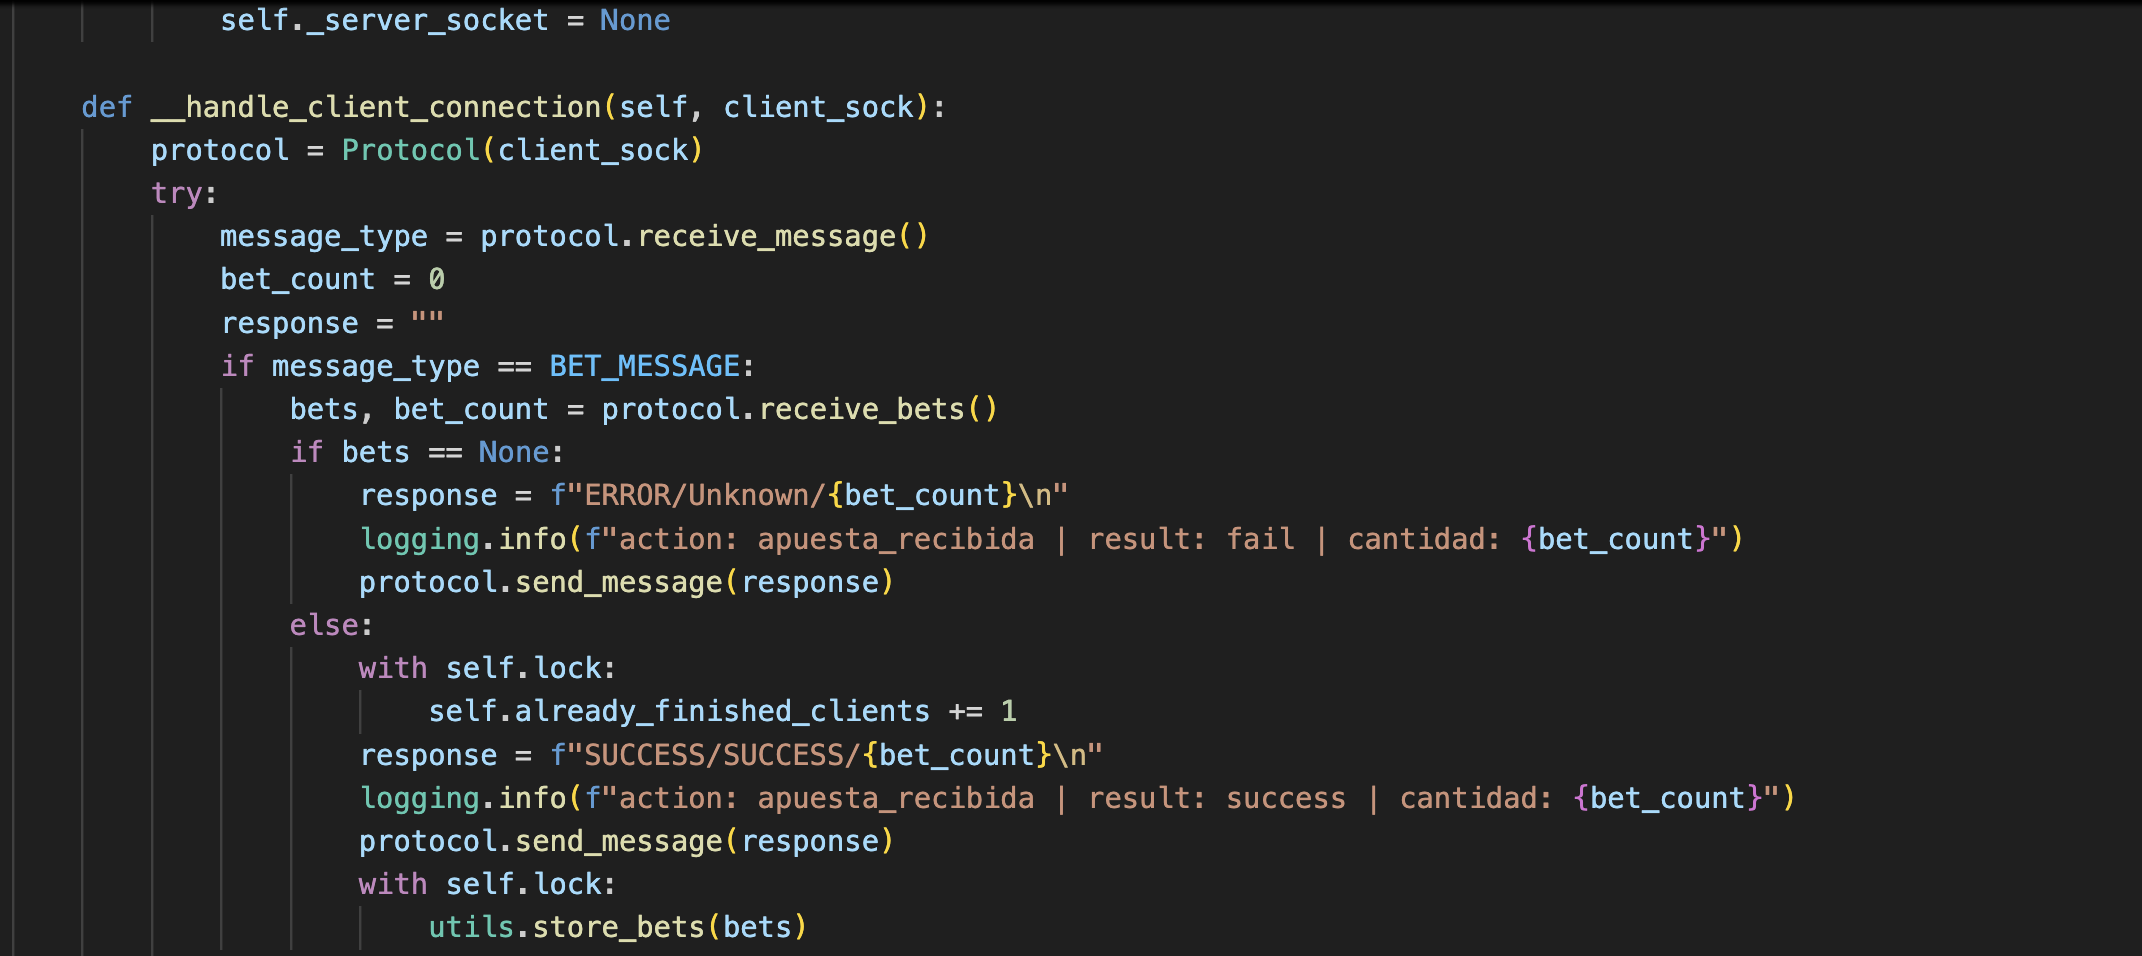 self._server_socket = None
def __handle_client_connection(self, client_sock):
protocol = Protocol(client_sock)
try:
message_type = protocol.receive_message()
bet_count = 0
response = ""
if message_type == BET_MESSAGE:
bets, bet_count = protocol.receive_bets()
if bets == None:
response = f"ERROR/Unknown/{bet_count}\n"
logging.info(f"action: apuesta_recibida | result: fail | cantidad: {bet_count}")
protocol.send_message(response)
else:
with self.lock:
self.already_finished_clients += 1
response = f"SUCCESS/SUCCESS/{bet_count}\n"
logging.info(f"action: apuesta_recibida | result: success | cantidad: {bet_count}")
protocol.send_message(response)
with self.lock:
utils.store_bets(bets)